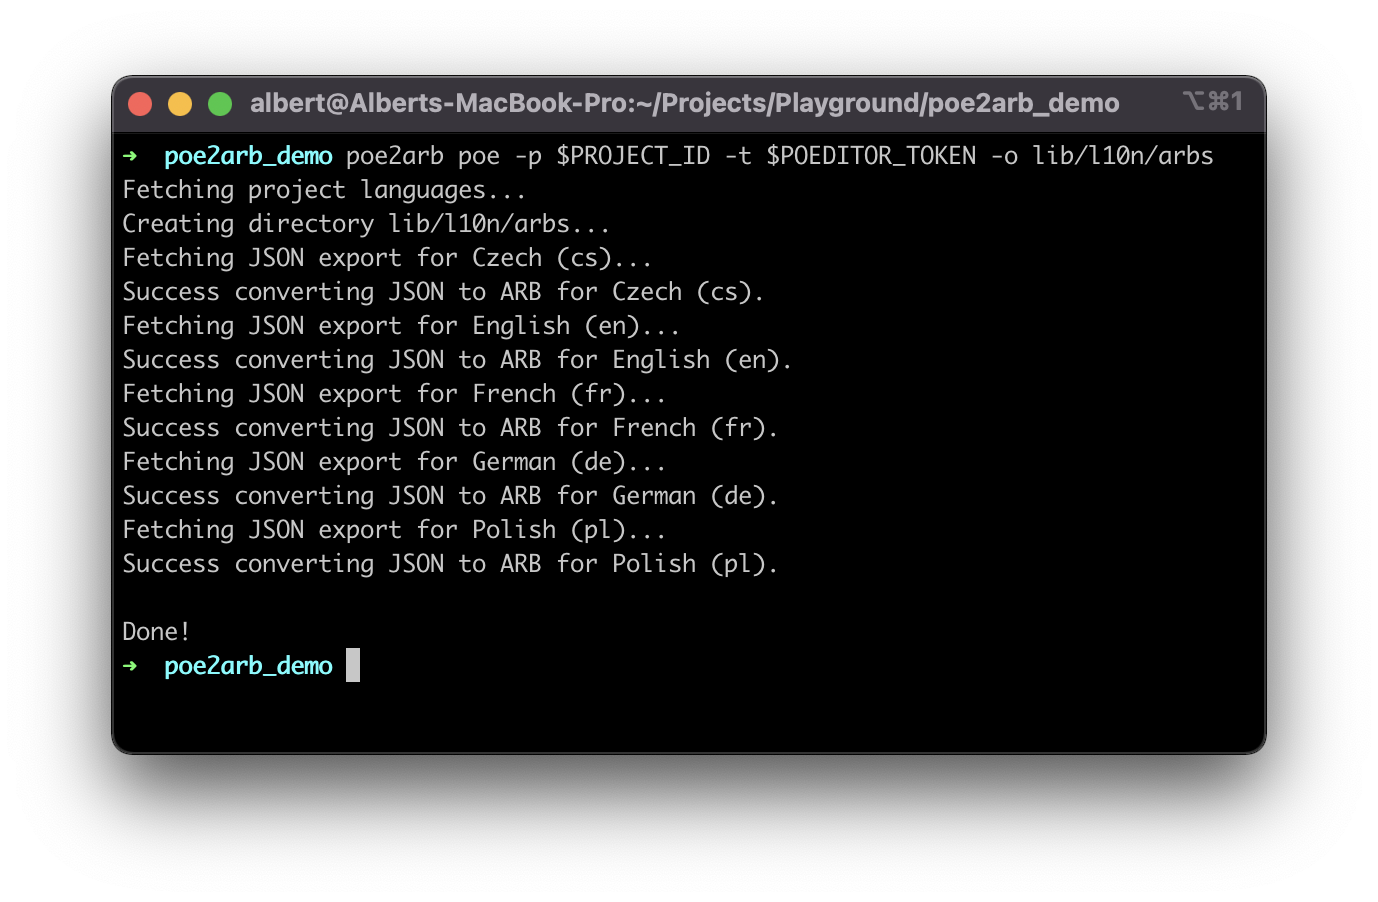 albert@Alberts-MacBook-Pro:~/Projects/Playground/poe2arb_demo ⌥⌘1
➜ poe2arb_demo poe2arb poe -p $PROJECT_ID -t $POEDITOR_TOKEN -o lib/l10n/arbs
Fetching project languages...
Creating directory lib/l10n/arbs...
Fetching JSON export for Czech (cs)...
Success converting JSON to ARB for Czech (cs).
Fetching JSON export for English (en)...
Success converting JSON to ARB for English (en).
Fetching JSON export for French (fr)...
Success converting JSON to ARB for French (fr).
Fetching JSON export for German (de)...
Success converting JSON to ARB for German (de).
Fetching JSON export for Polish (pl)...
Success converting JSON to ARB for Polish (pl).
Done!
➜ poe2arb_demo